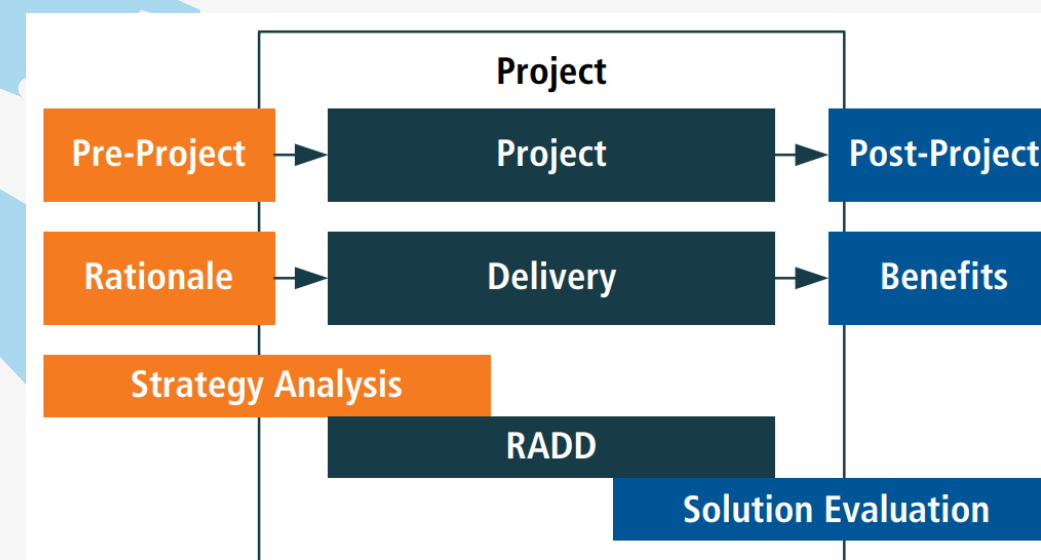 Project
Pre-Project
Project
Post-Project
Rationale
Delivery
Benefits
Strategy Analysis
RADD
Solution Evaluation